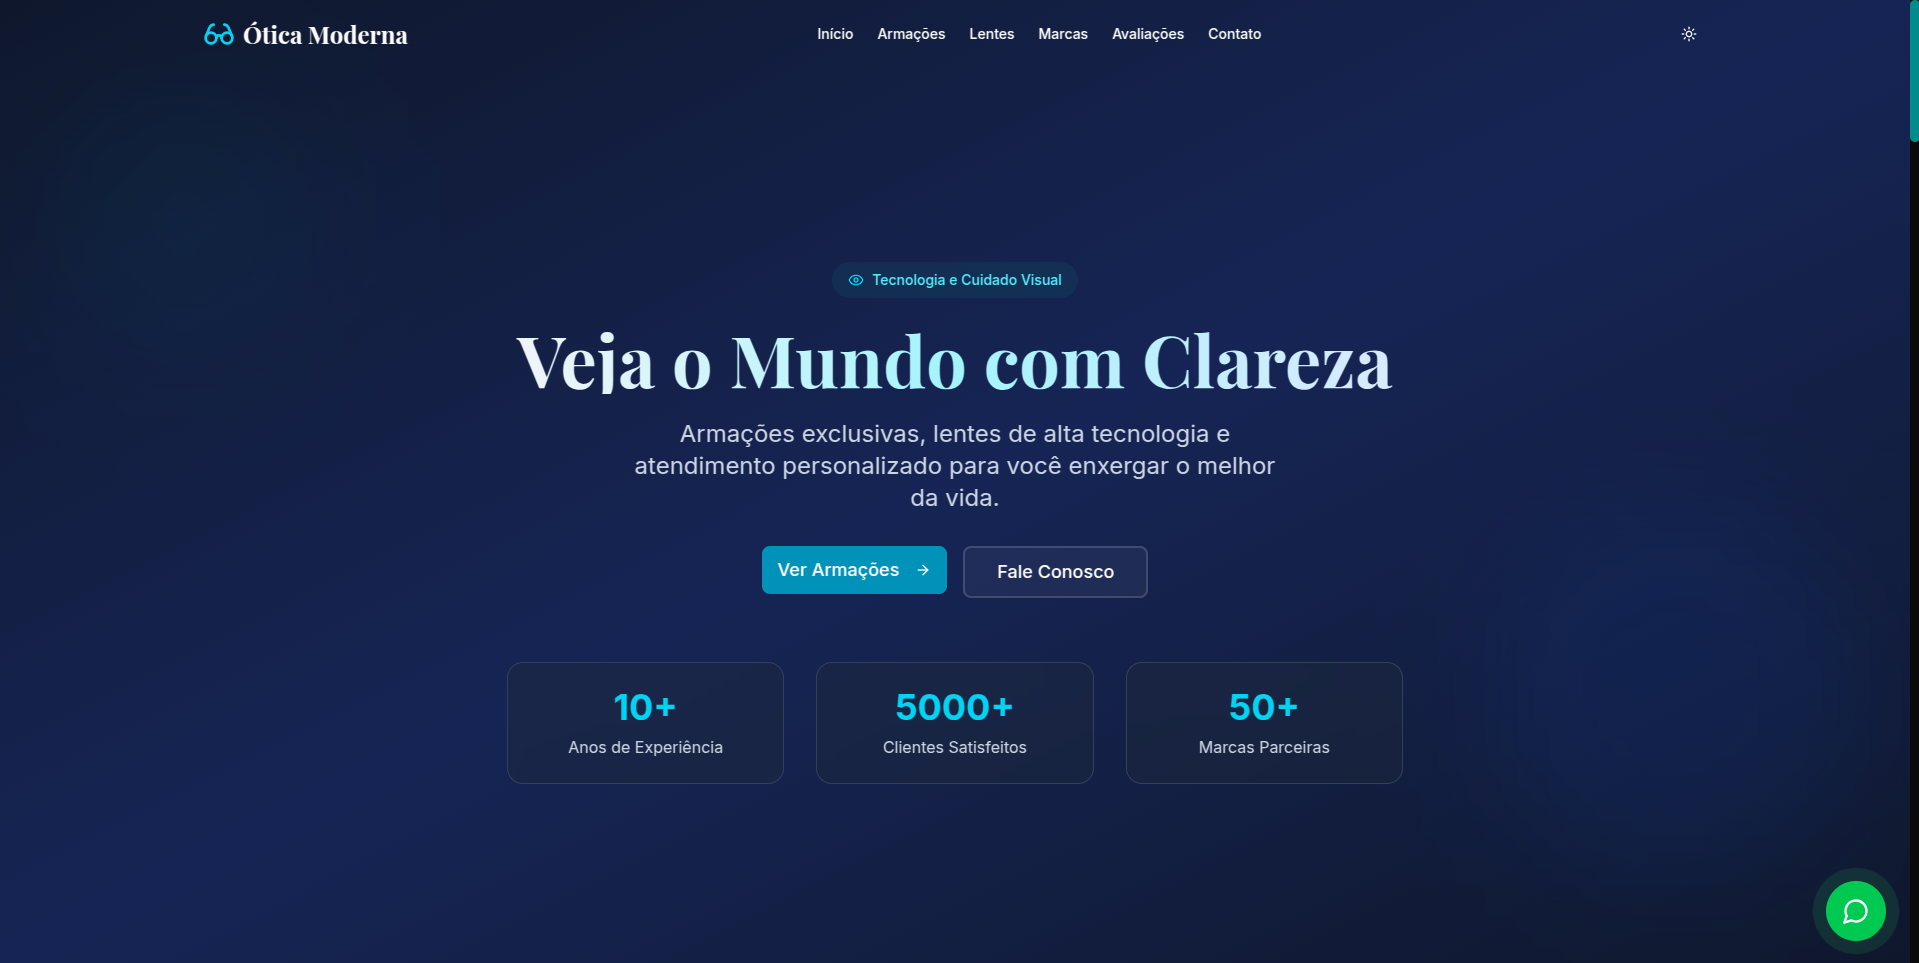 Ótica Moderna
Início Armações Lentes Marcas Avaliações Contato
Tecnologia e Cuidado Visual
Veja o Mundo com Clareza
Armações exclusivas, lentes de alta tecnologia e
atendimento personalizado para você enxergar o melhor
da vida.
Ver Armações
Fale Conosco
10+
Anos de Experiência
5000+
Clientes Satisfeitos
50+
Marcas Parceiras